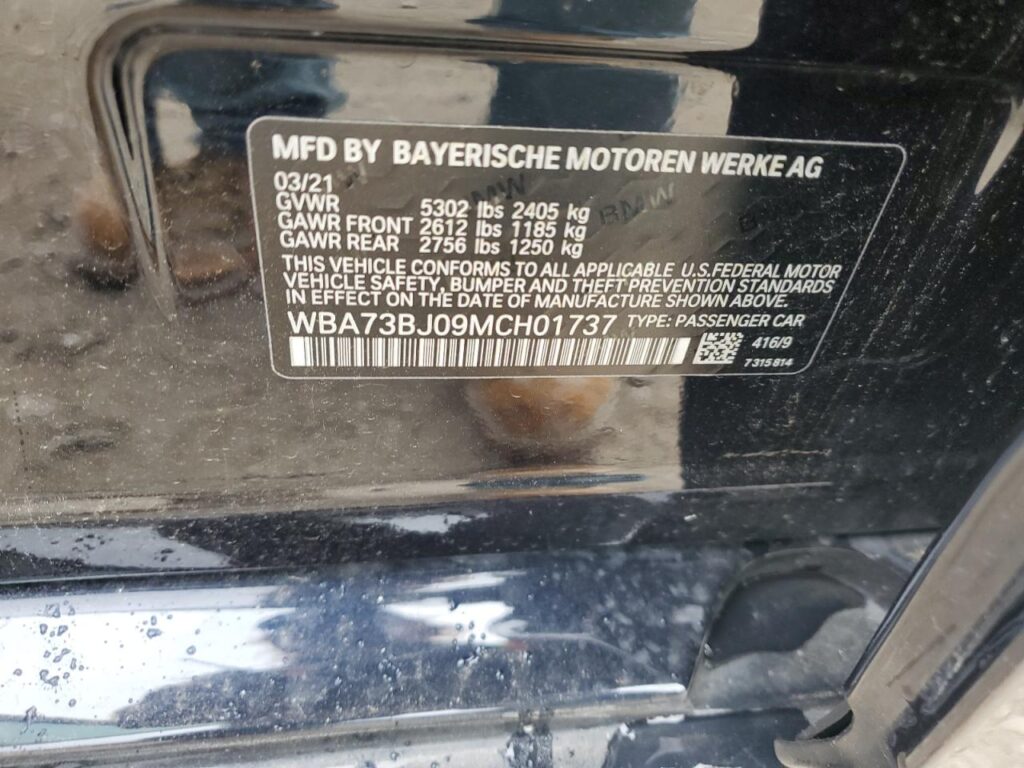 MFD BY BAYERISCHE MOTOREN WERKE AG
03/21
GVWR 5302 lbs 2405 kg
GAWR FRONT 2612 lbs 1185 kg
GAWR REAR 2756 lbs 1250 kg
THIS VEHICLE CONFORMS TO ALL APPLICABLE U.S.FEDERAL MOTOR
VEHICLE SAFETY, BUMPER AND THEFT PREVENTION STANDARDS
IN EFFECT ON THE DATE OF MANUFACTURE SHOWN ABOVE.
WBA73BJ09MCH01737 TYPE: PASSENGER CAR
416/9
7315814
BMW